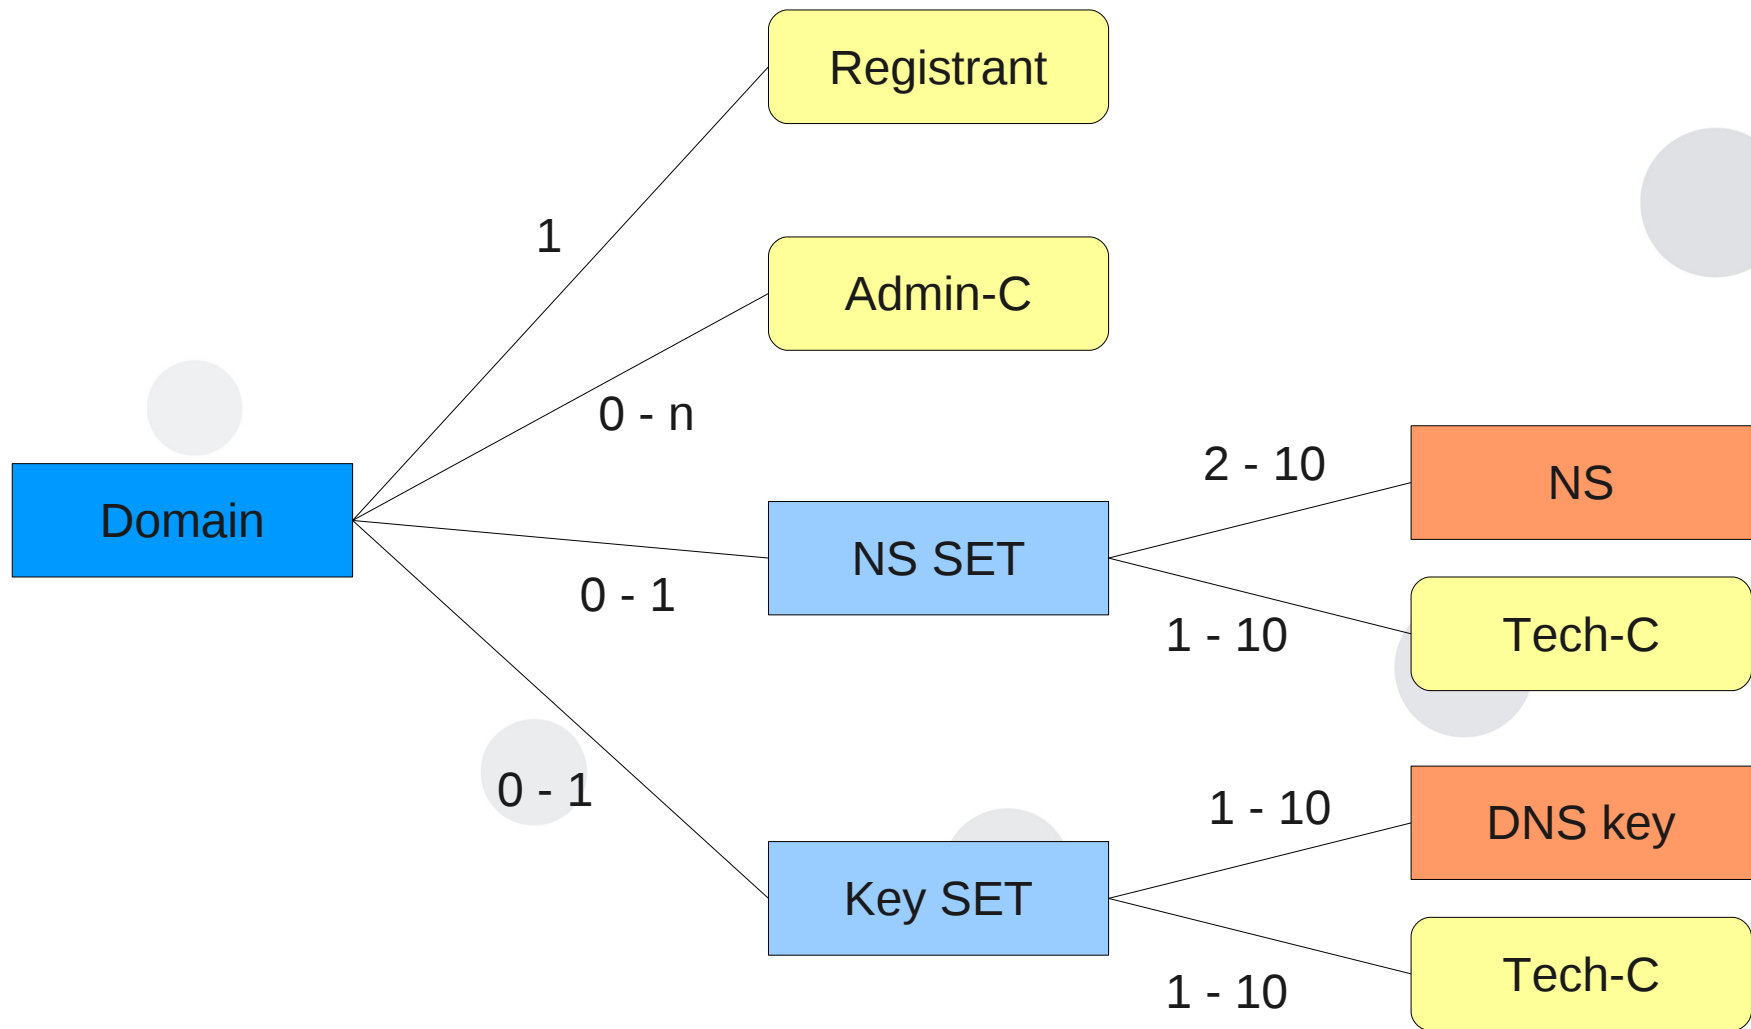 Registrant
1
Admin-C
0 - n
Domain
NS SET
0 - 1
2 - 10
NS
1 - 10
Tech-C
0 - 1
Key SET
1 - 10
DNS key
1 - 10
Tech-C